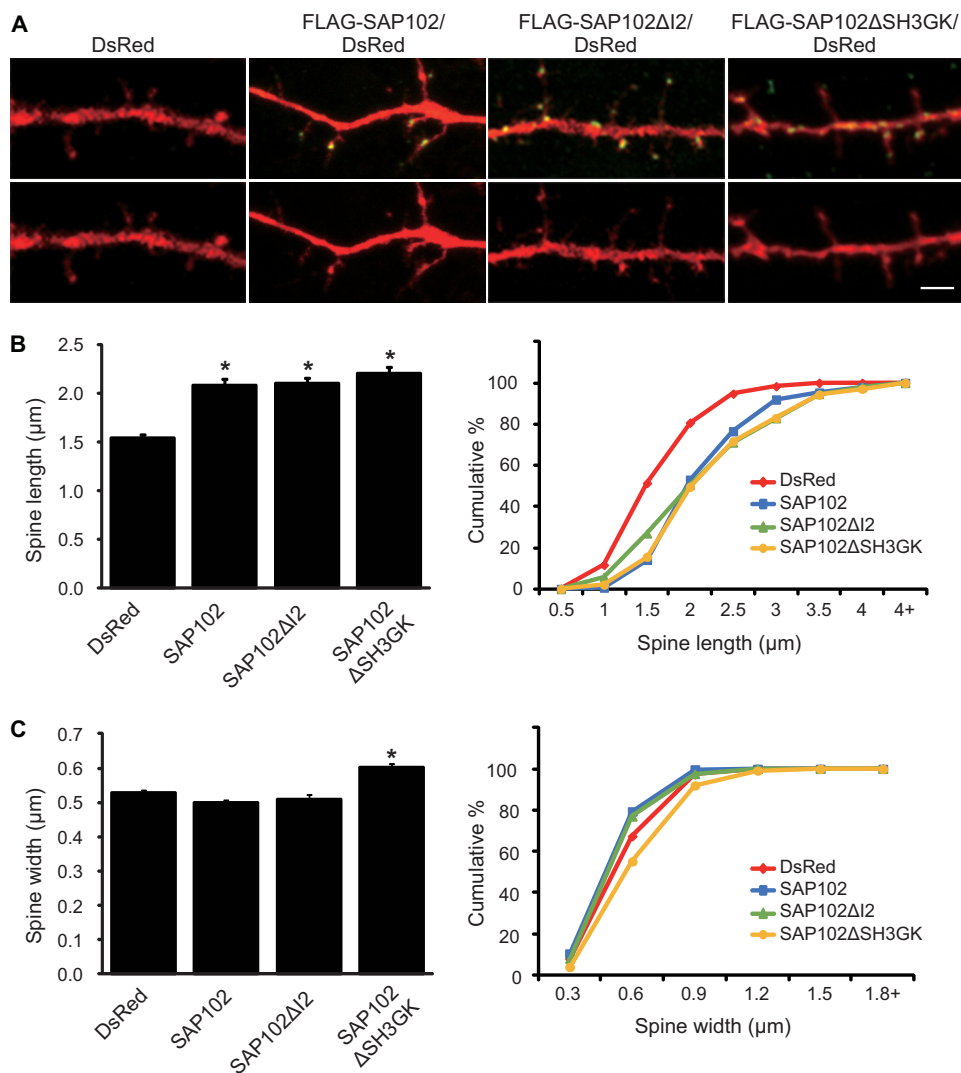 A
DsRed
FLAG-SAP102/
DsRed
FLAG-SAP102ΔI2/
DsRed
FLAG-SAP102ΔSH3GK/
DsRed
B
Spine length (µm)
2.5
2.0
1.5
1.0
0.5
0.0
DsRed
SAP102
SAP102ΔI2
SAP102
ΔSH3GK
*
*
*
Cumulative %
100
80
60
40
20
0
0.5 1 1.5 2 2.5 3 3.5 4 4+
Spine length (µm)
DsRed
SAP102
SAP102ΔI2
SAP102ΔSH3GK
C
Spine width (µm)
0.7
0.6
0.5
0.4
0.3
0.2
0.1
0.0
DsRed
SAP102
SAP102ΔI2
SAP102
ΔSH3GK
*
Cumulative %
100
80
60
40
20
0
0.3 0.6 0.9 1.2 1.5 1.8+
Spine width (µm)
DsRed
SAP102
SAP102ΔI2
SAP102ΔSH3GK